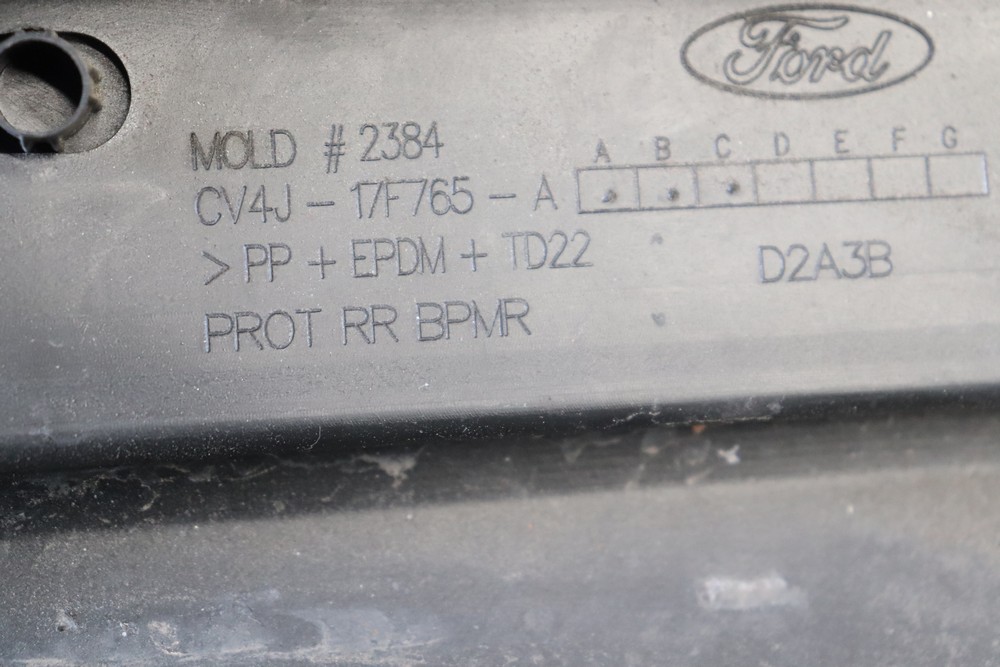 Ford
MOLD # 2384
A B C D E F G
CV4J - 17F765 - A
>PP + EPDM + TD22
D2A3B
PROT RR BPMR